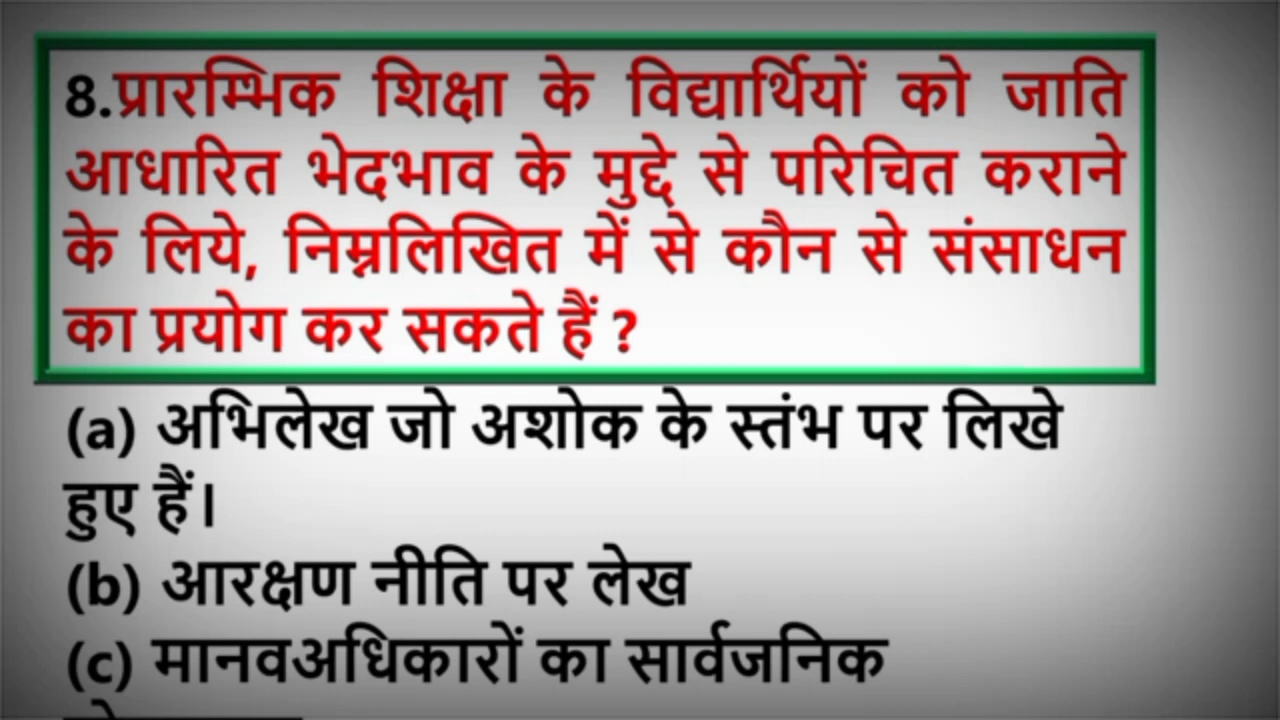 8.प्रारम्भिक शिक्षा के विद्यार्थियों को जाति
आधारित भेदभाव के मुद्दे से परिचित कराने
के लिये, निम्नलिखित में से कौन से संसाधन
का प्रयोग कर सकते हैं ?
(a) अभिलेख जो अशोक के स्तंभ पर लिखे
हुए हैं।
(b) आरक्षण नीति पर लेख
(c) मानवअधिकारों का सार्वजनिक